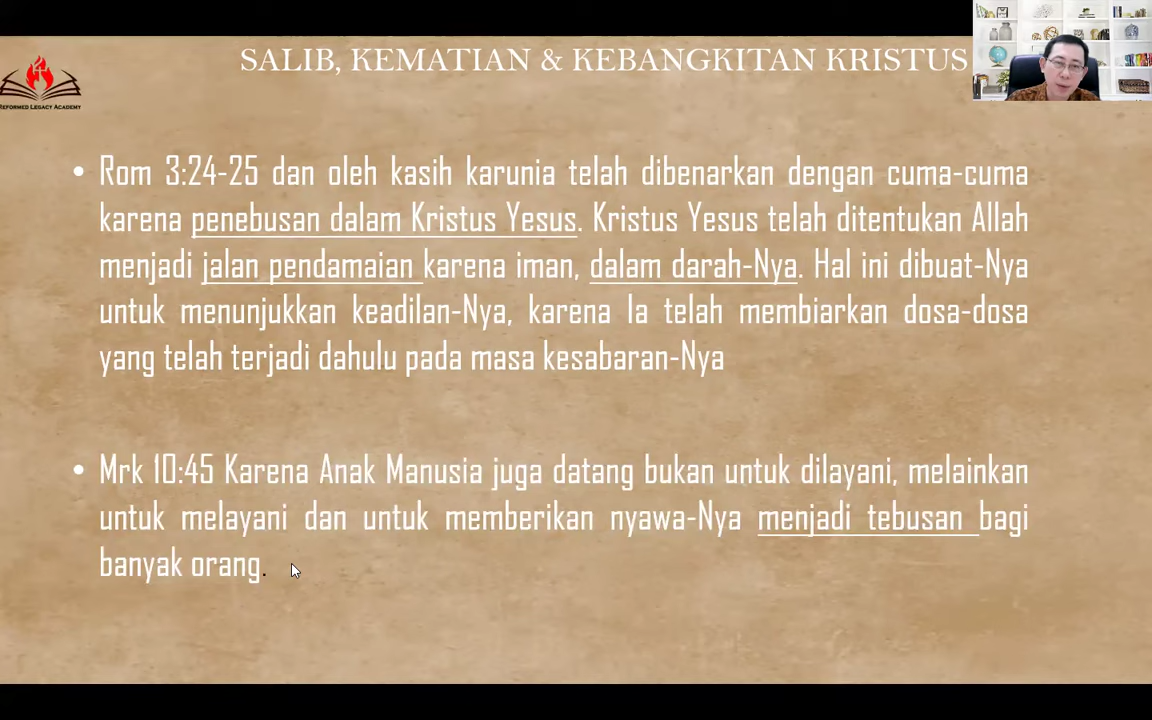 SALIB, KEMATIAN & KEBANGKITAN KRISTUS
REFORMED LEGACY ACADEMY
• Rom 3:24-25 dan oleh kasih karunia telah dibenarkan dengan cuma-cuma
karena penebusan dalam Kristus Yesus. Kristus Yesus telah ditentukan Allah
menjadi jalan pendamaian karena iman, dalam darah-Nya. Hal ini dibuat-Nya
untuk menunjukkan keadilan-Nya, karena Ia telah membiarkan dosa-dosa
yang telah terjadi dahulu pada masa kesabaran-Nya
• Mrk 10:45 Karena Anak Manusia juga datang bukan untuk dilayani, melainkan
untuk melayani dan untuk memberikan nyawa-Nya menjadi tebusan bagi
banyak orang.